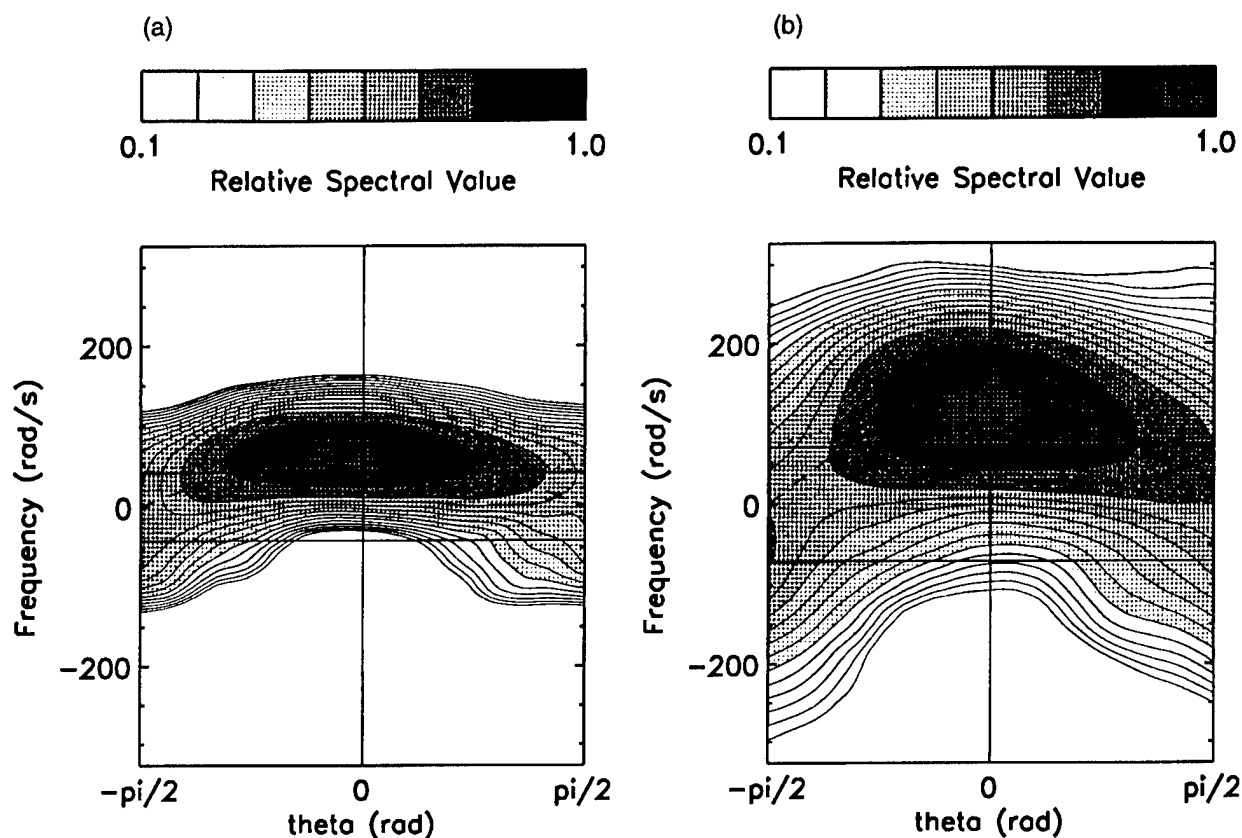 (a)
0.1 1.0
Relative Spectral Value
Frequency (rad/s)
200
0
-200
-pi/2 0 pi/2
theta (rad)
(b)
0.1 1.0
Relative Spectral Value
Frequency (rad/s)
200
0
-200
-pi/2 0 pi/2
theta (rad)